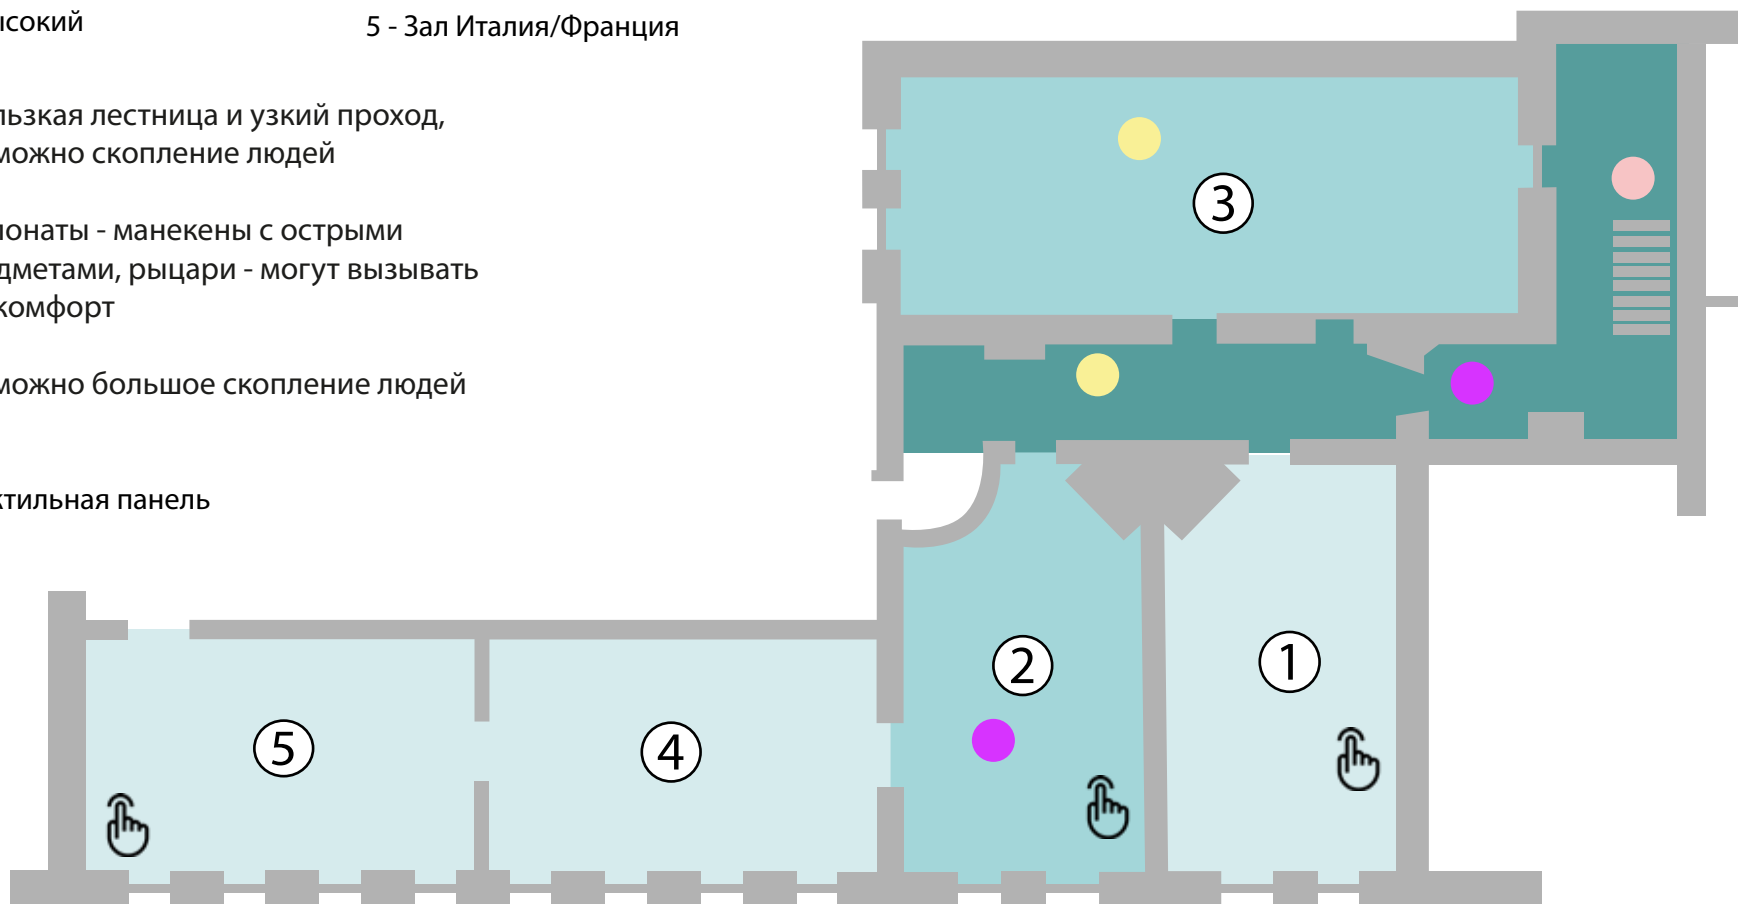 ысокий
5 - Зал Италия/Франция
льзкая лестница и узкий проход,
можно скопление людей
понаты - манекены с острыми
дметами, рыцари - могут вызывать
комфорт
можно большое скопление людей
ктильная панель
3
2
1
5
4